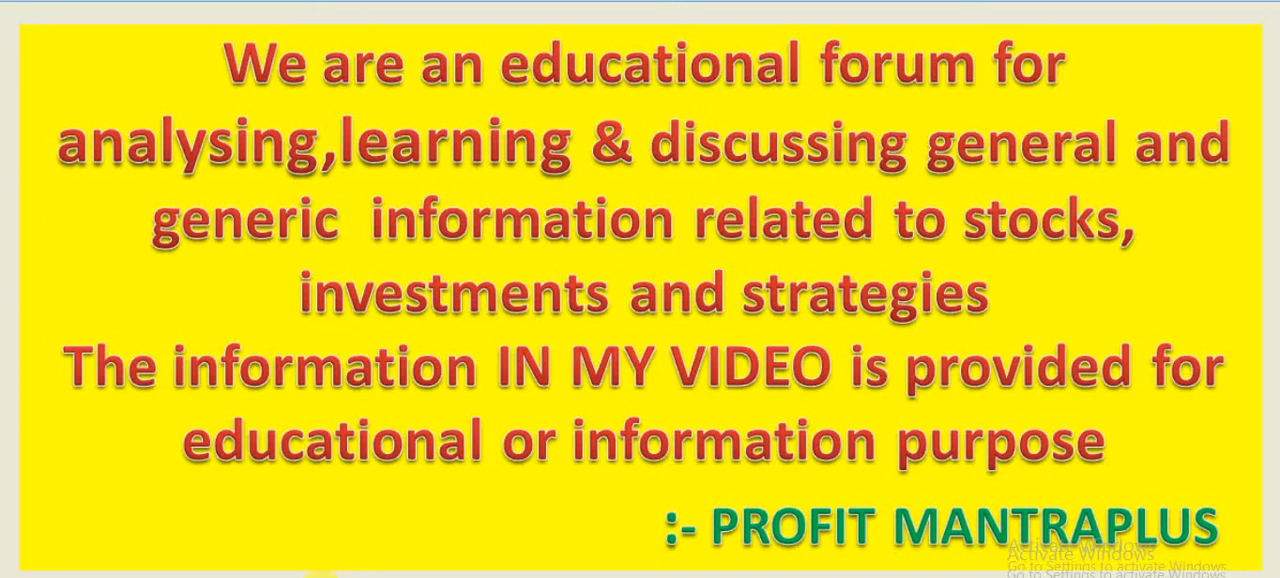 We are an educational forum for
analysing,learning & discussing general and
generic information related to stocks,
investments and strategies
The information IN MY VIDEO is provided for
educational or information purpose
:- PROFIT MANTRAPLUS
Activate Windows
Go to Settings to activate Windows